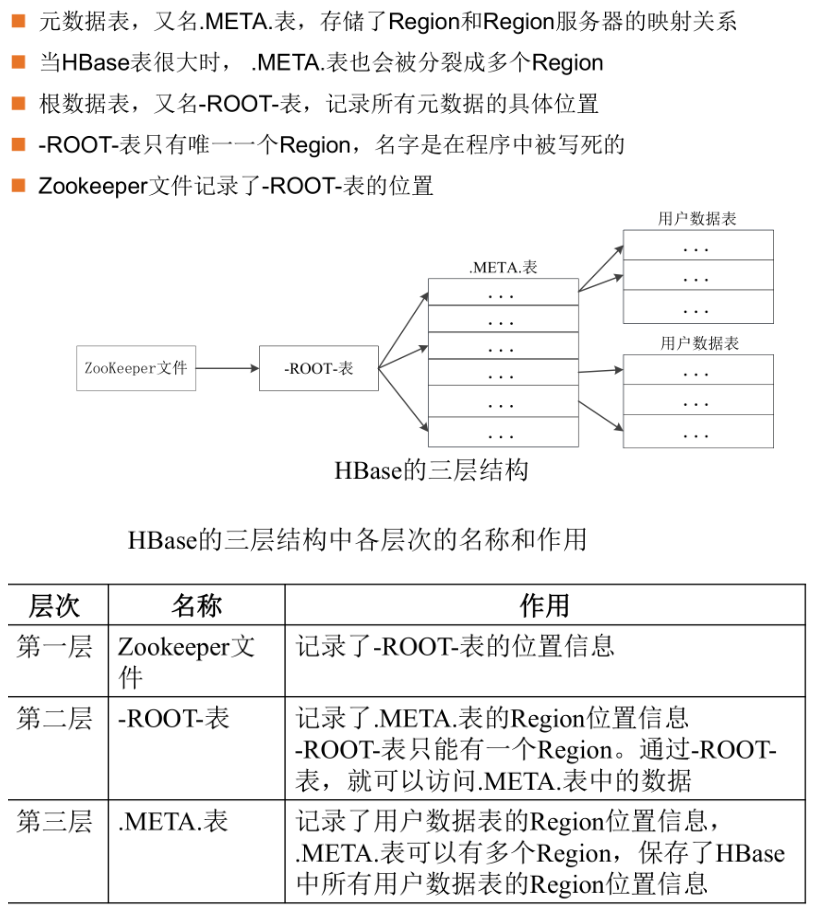 元数据表，又名.META.表，存储了Region和Region服务器的映射关系
当HBase表很大时， .META.表也会被分裂成多个Region
根数据表，又名-ROOT-表，记录所有元数据的具体位置
-ROOT-表只有唯一一个Region，名字是在程序中被写死的
Zookeeper文件记录了-ROOT-表的位置
用户数据表
...
...
...
.META.表
...
...
...
...
...
...
ZooKeeper文件
-ROOT-表
用户数据表
...
...
...
HBase的三层结构
HBase的三层结构中各层次的名称和作用
层次 名称 作用
第一层 Zookeeper文 记录了-ROOT-表的位置信息
件
第二层 -ROOT-表 记录了.META.表的Region位置信息
-ROOT-表只能有一个Region。通过-ROOT-
表，就可以访问.META.表中的数据
第三层 .META.表 记录了用户数据表的Region位置信息，
.META.表可以有多个Region，保存了HBase
中所有用户数据表的Region位置信息